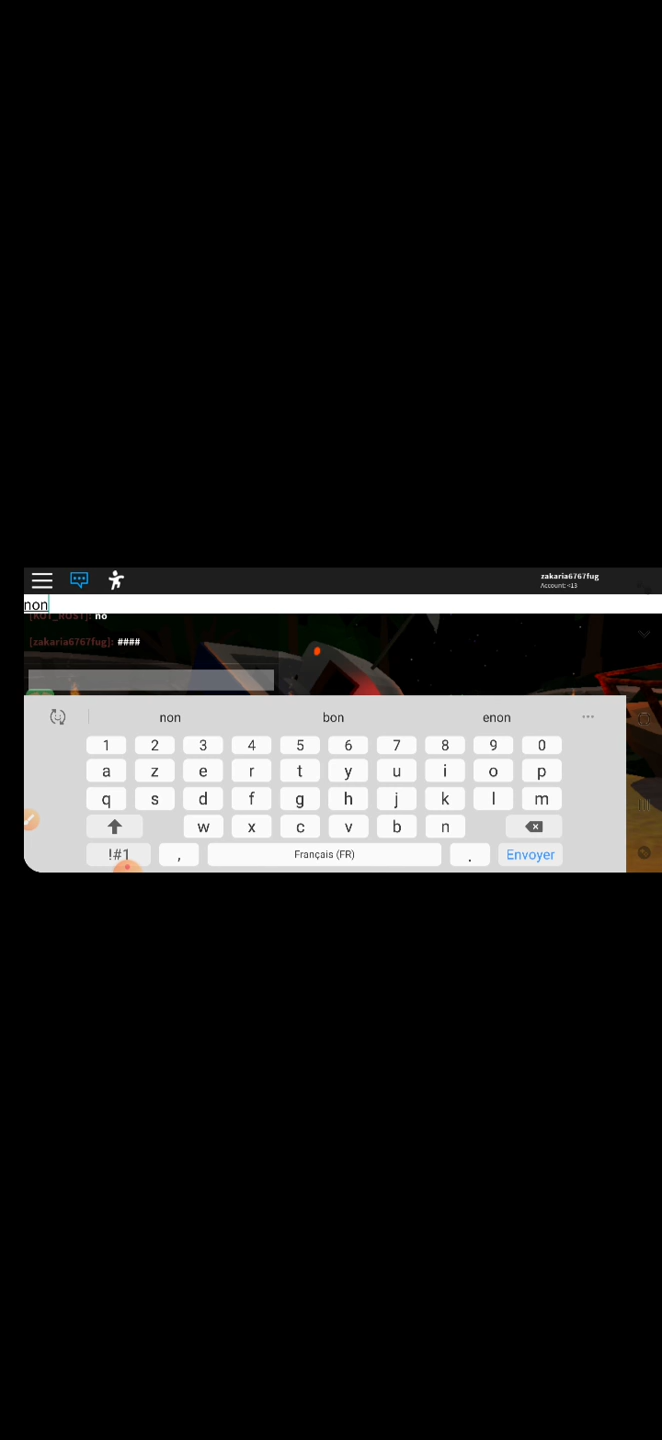 zakaria6767fug
Account: <13
non
[KOT_RUST]: no
[zakaria6767fug]: ####
non bon enon ...
1 2 3 4 5 6 7 8 9 0
a z e r t y u i o p
q s d f g h j k l m
w x c v b n
!#1 , Français (FR) . Envoyer